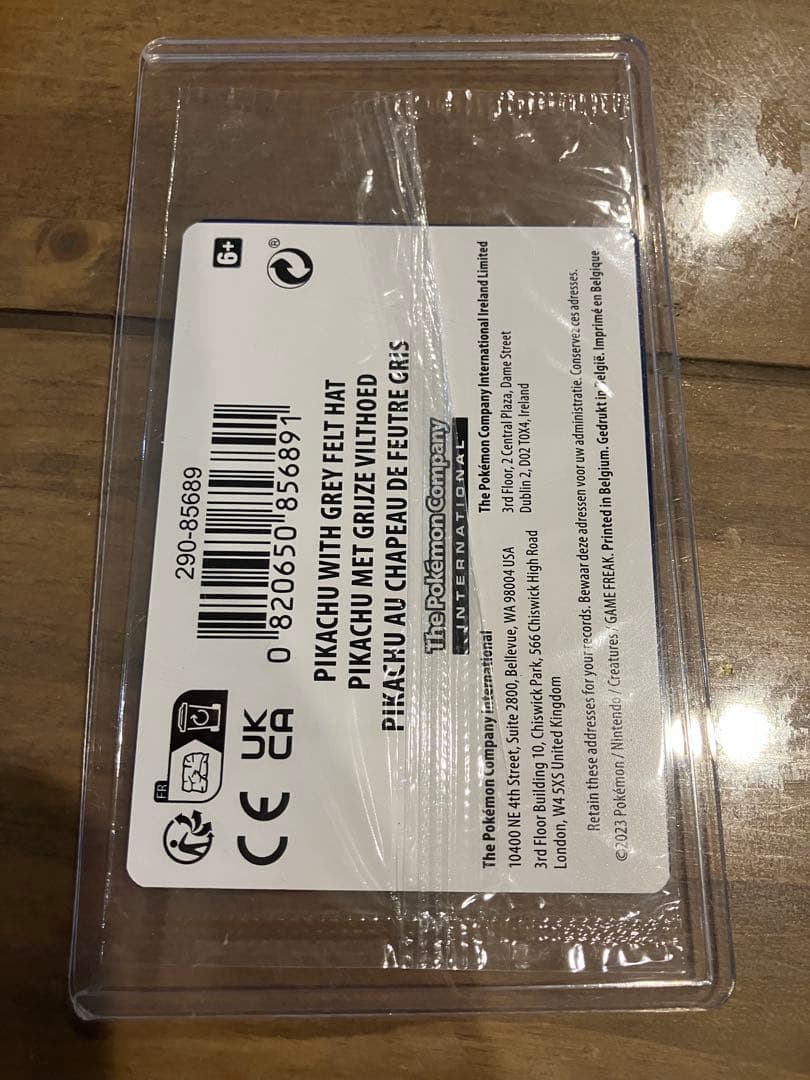 FR
CE
UK
CA
290-85689
0 820650 856891
6+
®
PIKACHU WITH GREY FELT HAT
PIKACHU MET GRIJZE VILTHOED
PIKACHU AU CHAPEAU DE FEUTRE GRIS
The Pokémon Company
INTERNATIONAL
The Pokémon Company International
10400 NE 4th Street, Suite 2800, Bellevue, WA 98004 USA
3rd Floor Building 10, Chiswick Park, 566 Chiswick High Road
London, W4 5XS United Kingdom
The Pokémon Company International Ireland Limited
3rd Floor, 2 Central Plaza, Dame Street
Dublin 2, D02 T0X4, Ireland
Retain these addresses for your records. Bewaar deze adressen voor uw administratie. Conservez ces adresses.
©2023 Pokémon / Nintendo / Creatures / GAME FREAK. Printed in Belgium. Gedrukt in België. Imprimé en Belgique